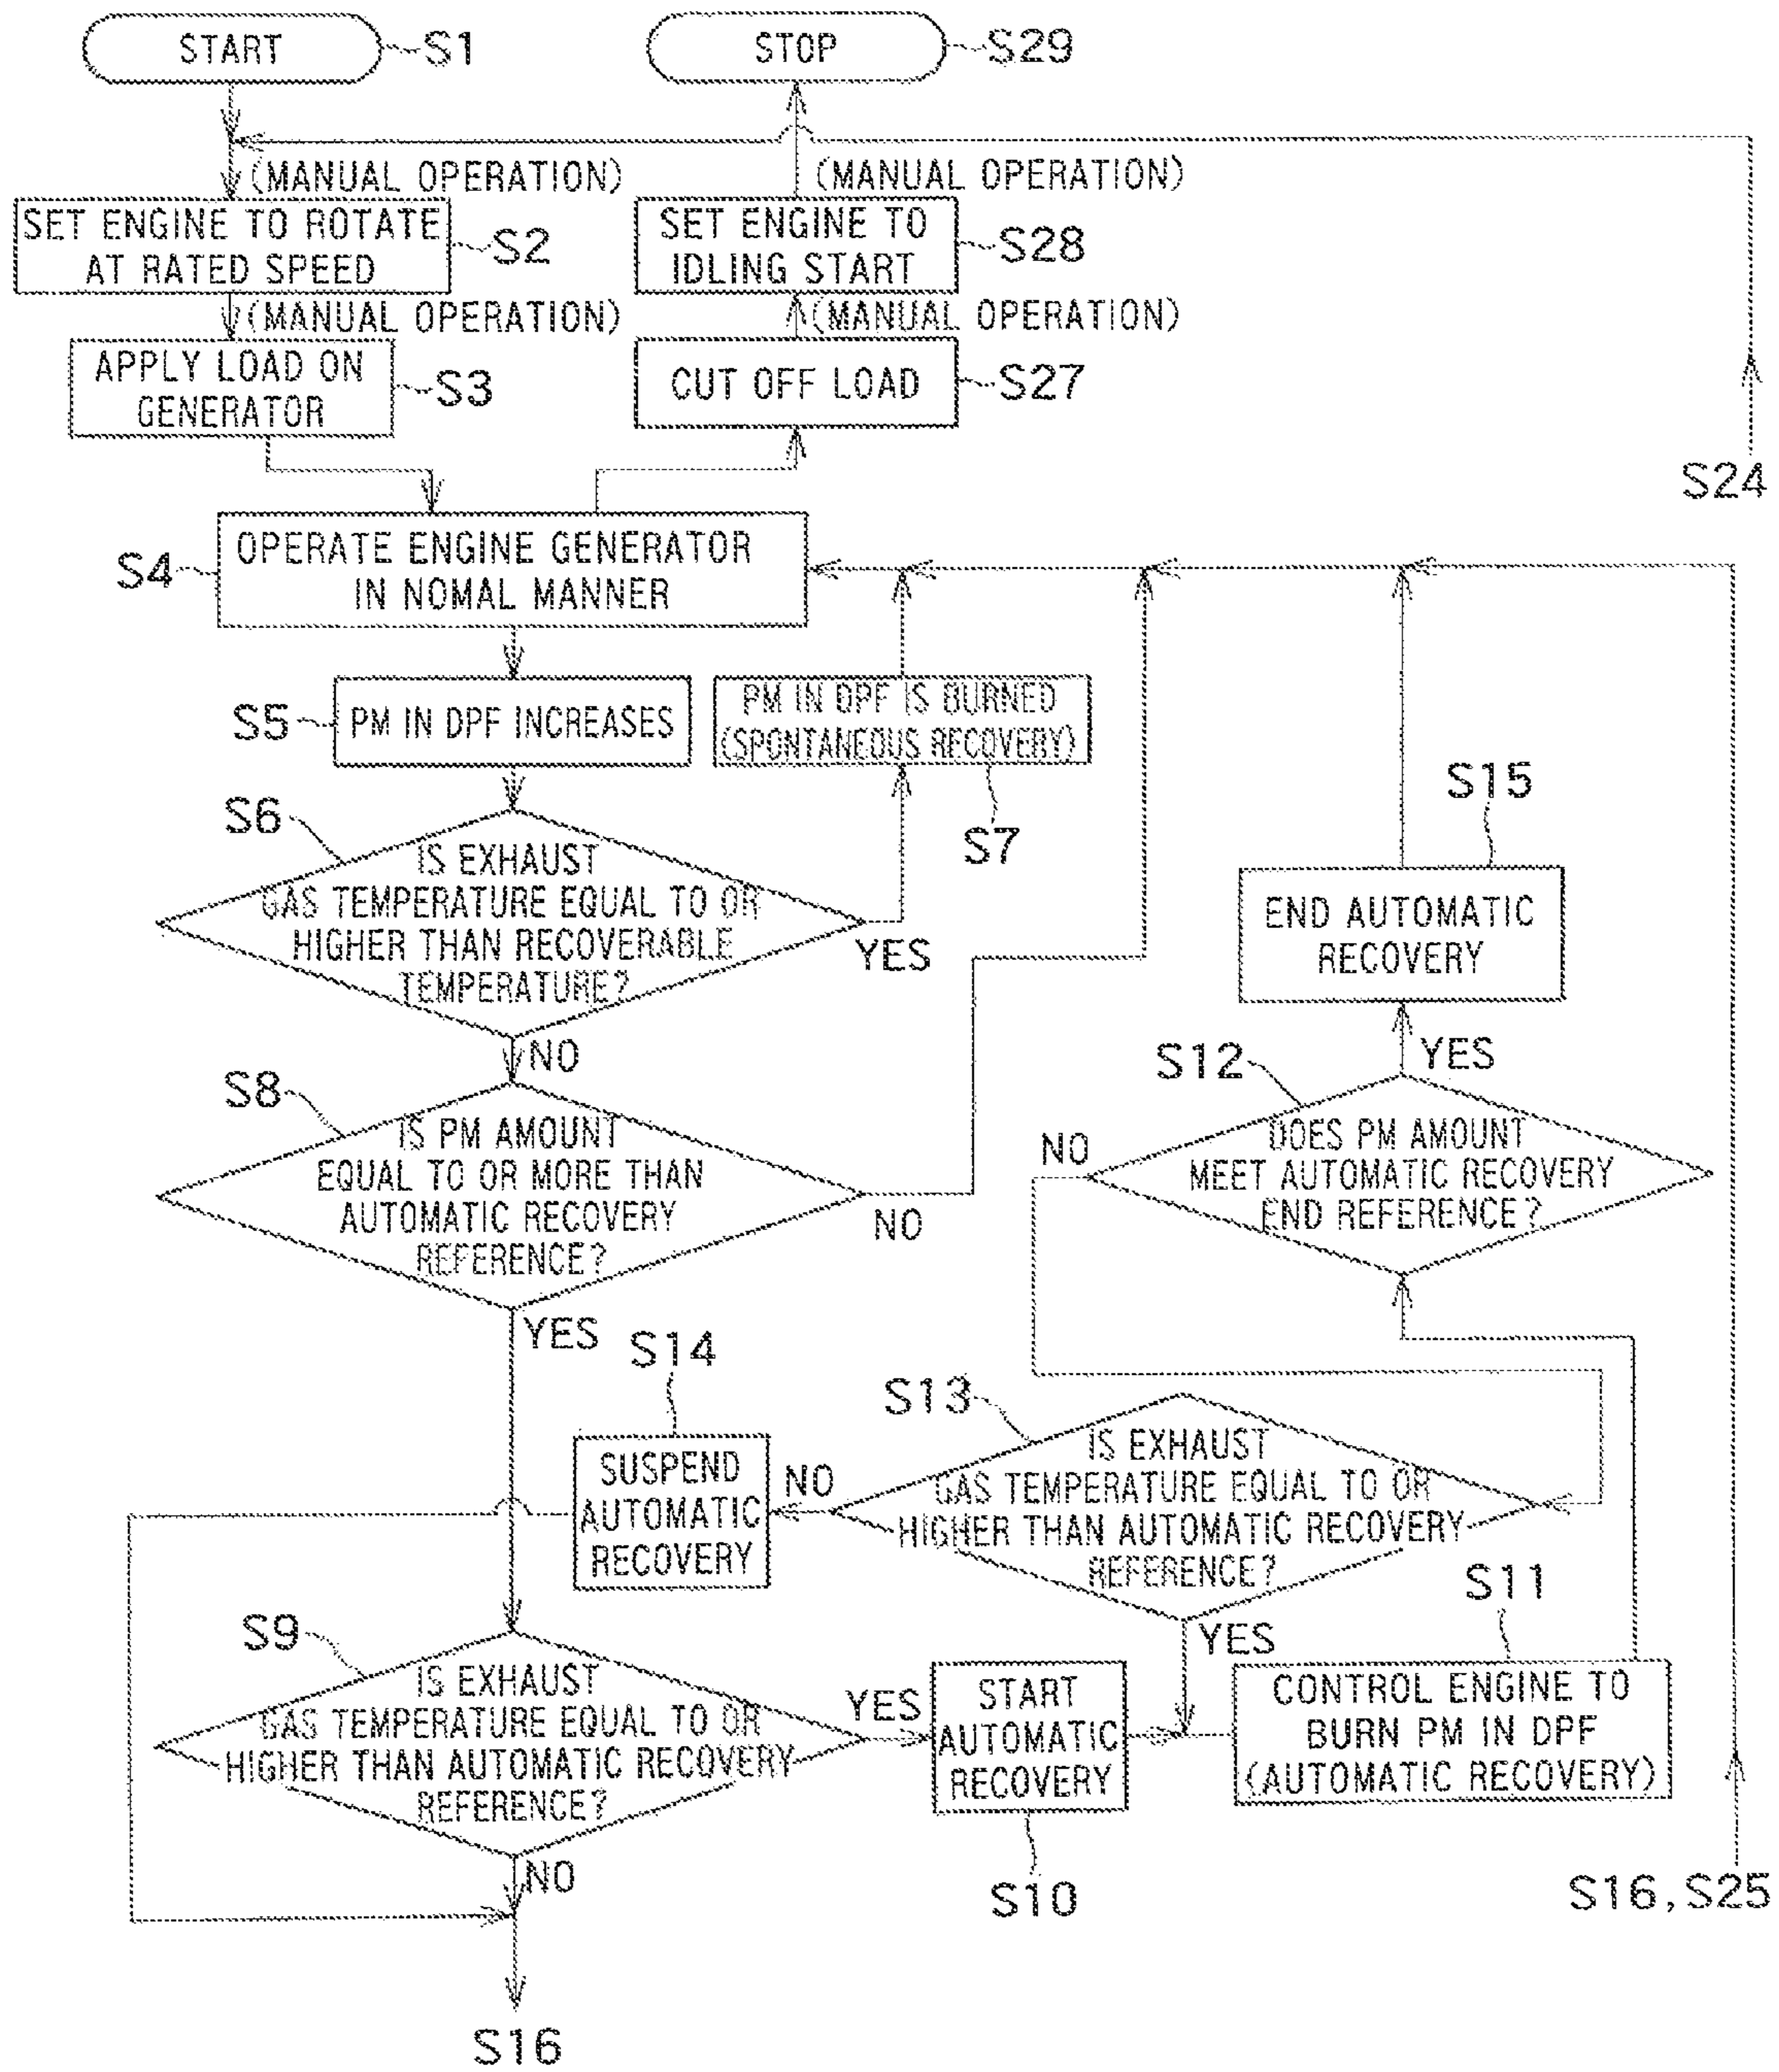 START
S1
STOP
S29
(MANUAL OPERATION)
(MANUAL OPERATION)
SET ENGINE TO ROTATE
AT RATED SPEED
S2
SET ENGINE TO
IDLING START
S28
(MANUAL OPERATION)
(MANUAL OPERATION)
APPLY LOAD ON
GENERATOR
S3
CUT OFF LOAD
S27
S24
S4
OPERATE ENGINE GENERATOR
IN NOMAL MANNER
S5
PM IN DPF INCREASES
PM IN DPF IS BURNED
(SPONTANEOUS RECOVERY)
S7
S6
IS EXHAUST
GAS TEMPERATURE EQUAL TO OR
HIGHER THAN RECOVERABLE
TEMPERATURE?
YES
NO
S15
END AUTOMATIC
RECOVERY
S8
IS PM AMOUNT
EQUAL TO OR MORE THAN
AUTOMATIC RECOVERY
REFERENCE?
NO
YES
S12
YES
NO
DOES PM AMOUNT
MEET AUTOMATIC RECOVERY
END REFERENCE?
S14
SUSPEND
AUTOMATIC
RECOVERY
NO
S13
IS EXHAUST
GAS TEMPERATURE EQUAL TO OR
HIGHER THAN AUTOMATIC RECOVERY
REFERENCE?
YES
S11
CONTROL ENGINE TO
BURN PM IN DPF
(AUTOMATIC RECOVERY)
S9
IS EXHAUST
GAS TEMPERATURE EQUAL TO OR
HIGHER THAN AUTOMATIC RECOVERY
REFERENCE?
YES
NO
START
AUTOMATIC
RECOVERY
S10
S16, S25
S16